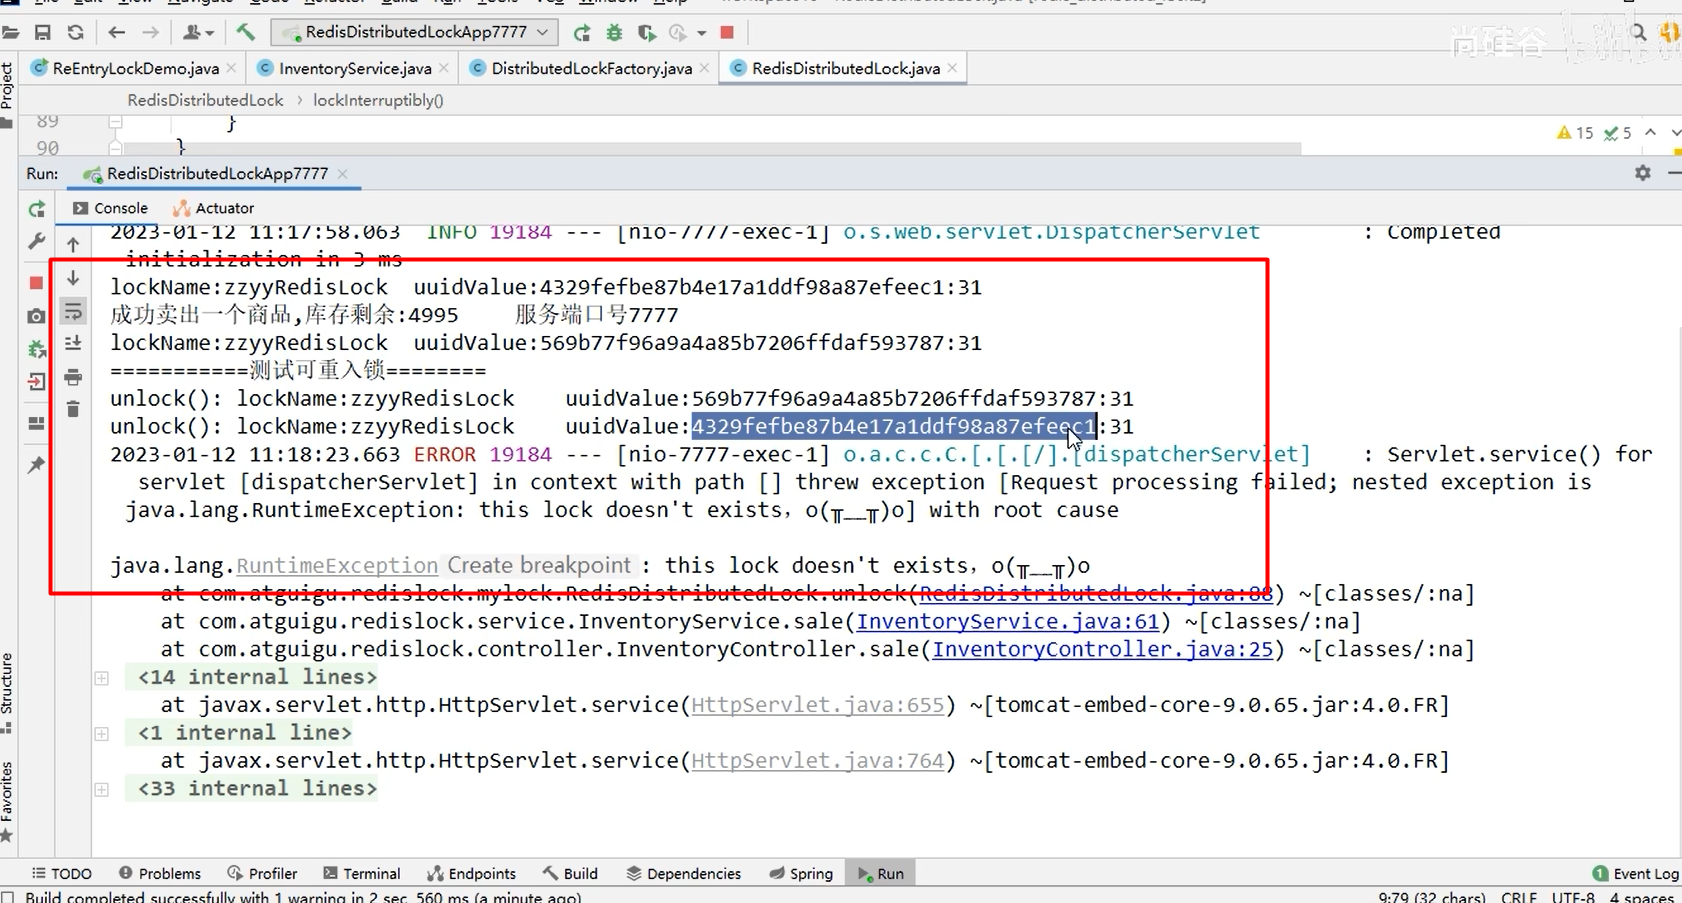 RedisDistributedLockApp7777
尚硅谷
ReEntryLockDemo.java
InventoryService.java
DistributedLockFactory.java
RedisDistributedLock.java
Project
RedisDistributedLock > lockInterruptibly()
89 }
90 }
15 5
Run: RedisDistributedLockApp7777
Console Actuator
2023-01-12 11:17:58.063 INFO 19184 --- [nio-7777-exec-1] o.s.web.servlet.DispatcherServlet : Completed
initialization in 3 ms
lockName:zzyyRedisLock uuidValue:4329fefbe87b4e17a1ddf98a87efeec1:31
成功卖出一个商品,库存剩余:4995 服务端口号7777
lockName:zzyyRedisLock uuidValue:569b77f96a9a4a85b7206ffdaf593787:31
===========测试可重入锁========
unlock(): lockName:zzyyRedisLock uuidValue:569b77f96a9a4a85b7206ffdaf593787:31
unlock(): lockName:zzyyRedisLock uuidValue:4329fefbe87b4e17a1ddf98a87efeec1:31
2023-01-12 11:18:23.663 ERROR 19184 --- [nio-7777-exec-1] o.a.c.c.C.[.[.[/].[dispatcherServlet] : Servlet.service() for
servlet [dispatcherServlet] in context with path [] threw exception [Request processing failed; nested exception is
java.lang.RuntimeException: this lock doesn't exists，o(╥﹏╥)o] with root cause
java.lang.RuntimeException Create breakpoint : this lock doesn't exists，o(╥﹏╥)o
at com.atguigu.redislock.mylock.RedisDistributedLock.unlock(RedisDistributedLock.java:88) ~[classes/:na]
at com.atguigu.redislock.service.InventoryService.sale(InventoryService.java:61) ~[classes/:na]
at com.atguigu.redislock.controller.InventoryController.sale(InventoryController.java:25) ~[classes/:na]
<14 internal lines>
at javax.servlet.http.HttpServlet.service(HttpServlet.java:655) ~[tomcat-embed-core-9.0.65.jar:4.0.FR]
<1 internal line>
at javax.servlet.http.HttpServlet.service(HttpServlet.java:764) ~[tomcat-embed-core-9.0.65.jar:4.0.FR]
<33 internal lines>
Structure
Favorites
TODO Problems Profiler Terminal Endpoints Build Dependencies Spring Run 1 Event Log
Build completed successfully with 1 warning in 2 sec, 560 ms (a minute ago) 9:79 (32 chars) CRLF UTF-8 4 spaces